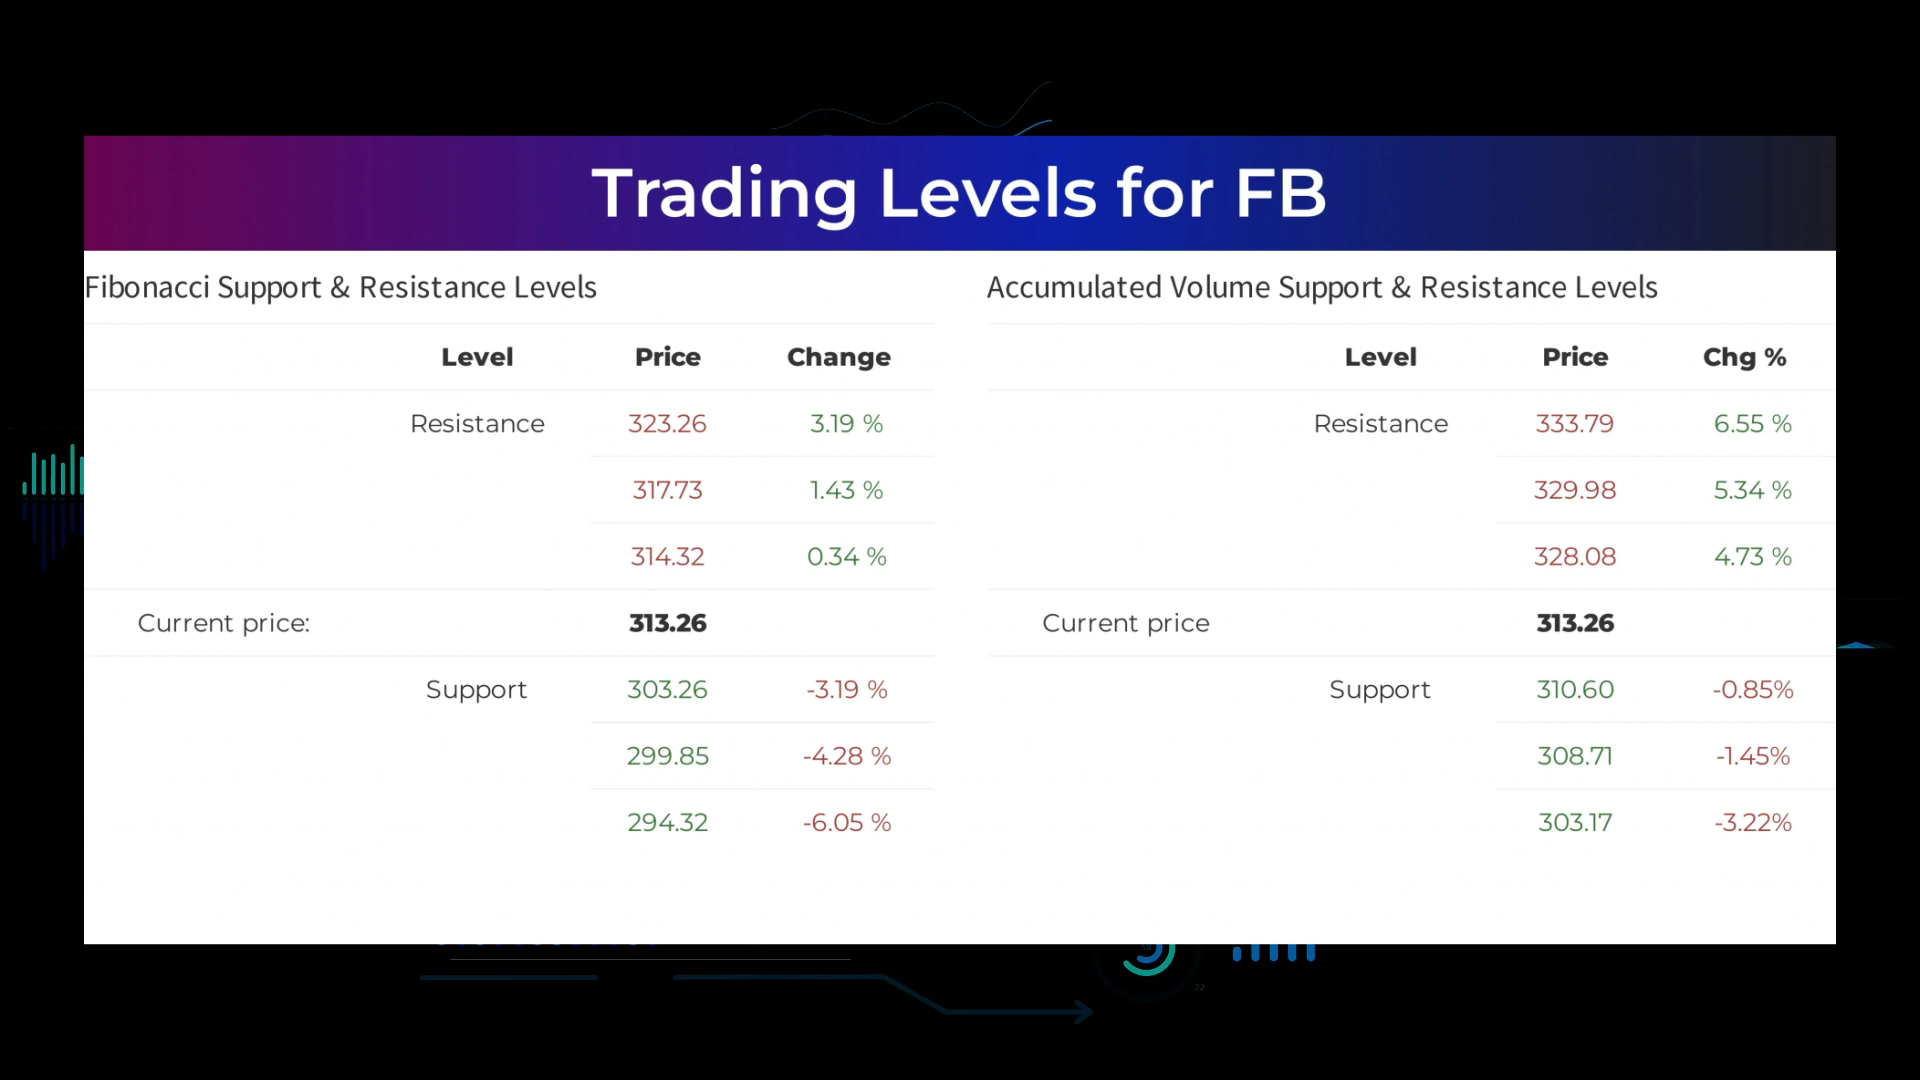 Trading Levels for FB
Fibonacci Support & Resistance Levels
Level Price Change
Resistance 323.26 3.19 %
317.73 1.43 %
314.32 0.34 %
Current price: 313.26
Support 303.26 -3.19 %
299.85 -4.28 %
294.32 -6.05 %
Accumulated Volume Support & Resistance Levels
Level Price Chg %
Resistance 333.79 6.55 %
329.98 5.34 %
328.08 4.73 %
Current price 313.26
Support 310.60 -0.85%
308.71 -1.45%
303.17 -3.22%
72